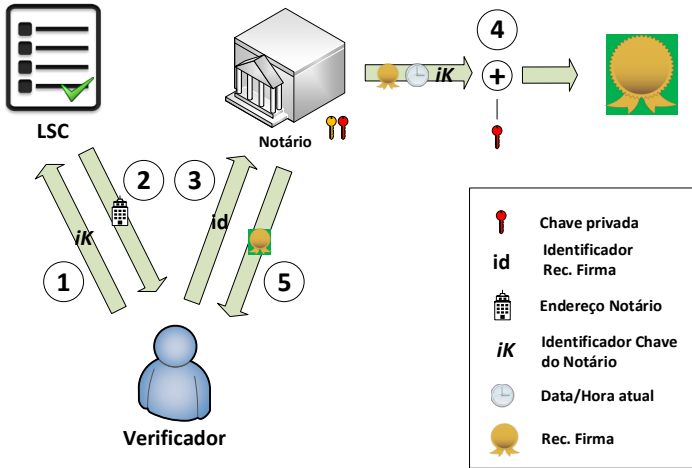 4
iK
+
LSC
Notário
2
3
iK
id
1
5
Verificador
Chave privada
id
Identificador
Rec. Firma
Endereço Notário
iK
Identificador Chave
do Notário
Data/Hora atual
Rec. Firma